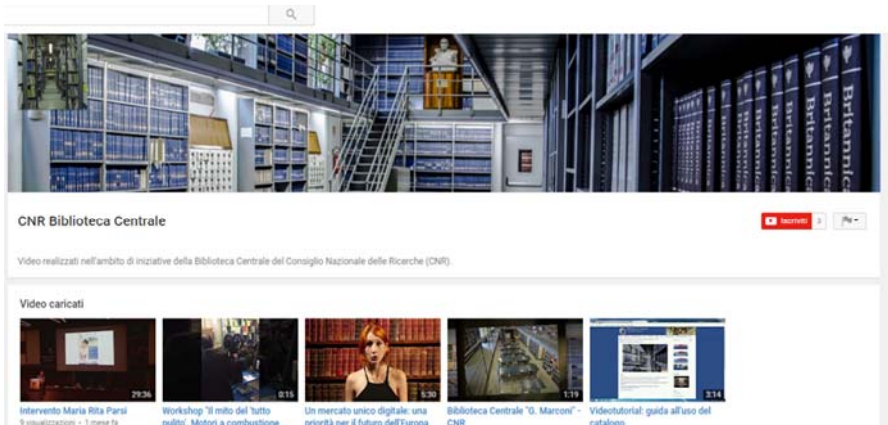 Britannica
Britannica
Britannica
Britannica
CNR Biblioteca Centrale
Iscriviti 3
Video realizzati nell'ambito di iniziative della Biblioteca Centrale del Consiglio Nazionale delle Ricerche (CNR).
Video caricati
29:36
0:15
5:30
1:19
3:14
Intervento Maria Rita Parsi
9 visualizzazioni • 1 mese fa
Workshop "Il mito del 'tutto
pulito'. Motori a combustione
Un mercato unico digitale: una
priorità per il futuro dell'Europa
Biblioteca Centrale "G. Marconi" -
CNR
Videotutorial: guida all'uso del
catalogo